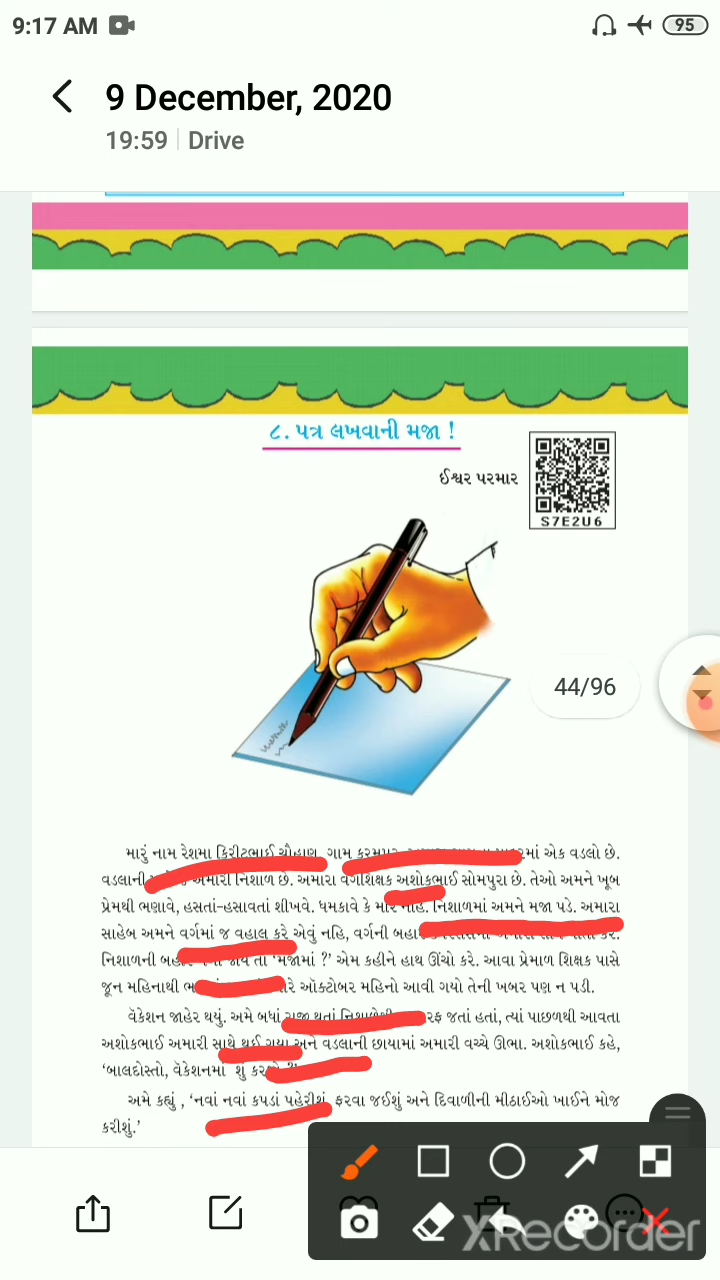 9:17 AM
95
9 December, 2020
19:59 | Drive
૮. પત્ર લખવાની મજા !
ઈશ્વર પરમાર
S7E2U6
44/96
મારું નામ રેશમા કિરીટભાઈ ચૌહાણ. ગામ કરમપર. માં એક વડલો છે.
વડલાની અમારી નિશાળ છે. અમારા વર્ગશિક્ષક અશોકભાઈ સોમપુરા છે. તેઓ અમને ખૂબ
પ્રેમથી ભણાવે, હસતાં-હસાવતાં શીખવે. ધમકાવે કે મારે નહિ. નિશાળમાં અમને મજા પડે. અમારા
સાહેબ અમને વર્ગમાં જ વહાલ કરે એવું નહિ, વર્ગની બહાર
નિશાળની તો 'મજામાં ?' એમ કહીને હાથ ઊંચો કરે. આવા પ્રેમાળ શિક્ષક પાસે
જૂન મહિનાથી ઑક્ટોબર મહિનો આવી ગયો તેની ખબર પણ ન પડી.
વૅકેશન જાહેર થયું. અમે બધાં છૂટાં થતાં જતાં હતાં, ત્યાં પાછળથી આવતા
અશોકભાઈ અમારી સાથે થઈ ગયા અને વડલાની છાયામાં અમારી વચ્ચે ઊભા. અશોકભાઈ કહે,
'બાલદોસ્તો, વૅકેશનમાં શું
અમે કહ્યું , 'નવાં નવાં કપડાં પહેરીશું, ફરવા જઈશું અને દિવાળીની મીઠાઈઓ ખાઈને મોજ
કરીશું.'
XRecorder